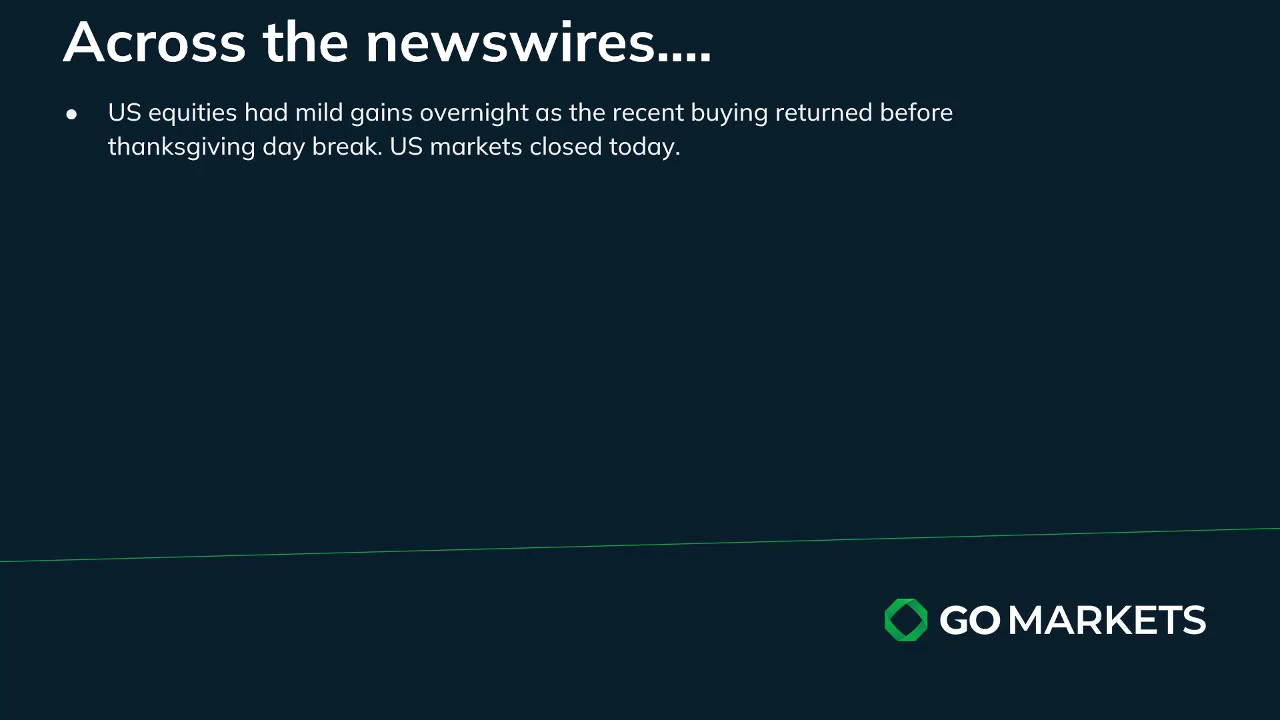 Across the newswires....
● US equities had mild gains overnight as the recent buying returned before
thanksgiving day break. US markets closed today.
GO MARKETS